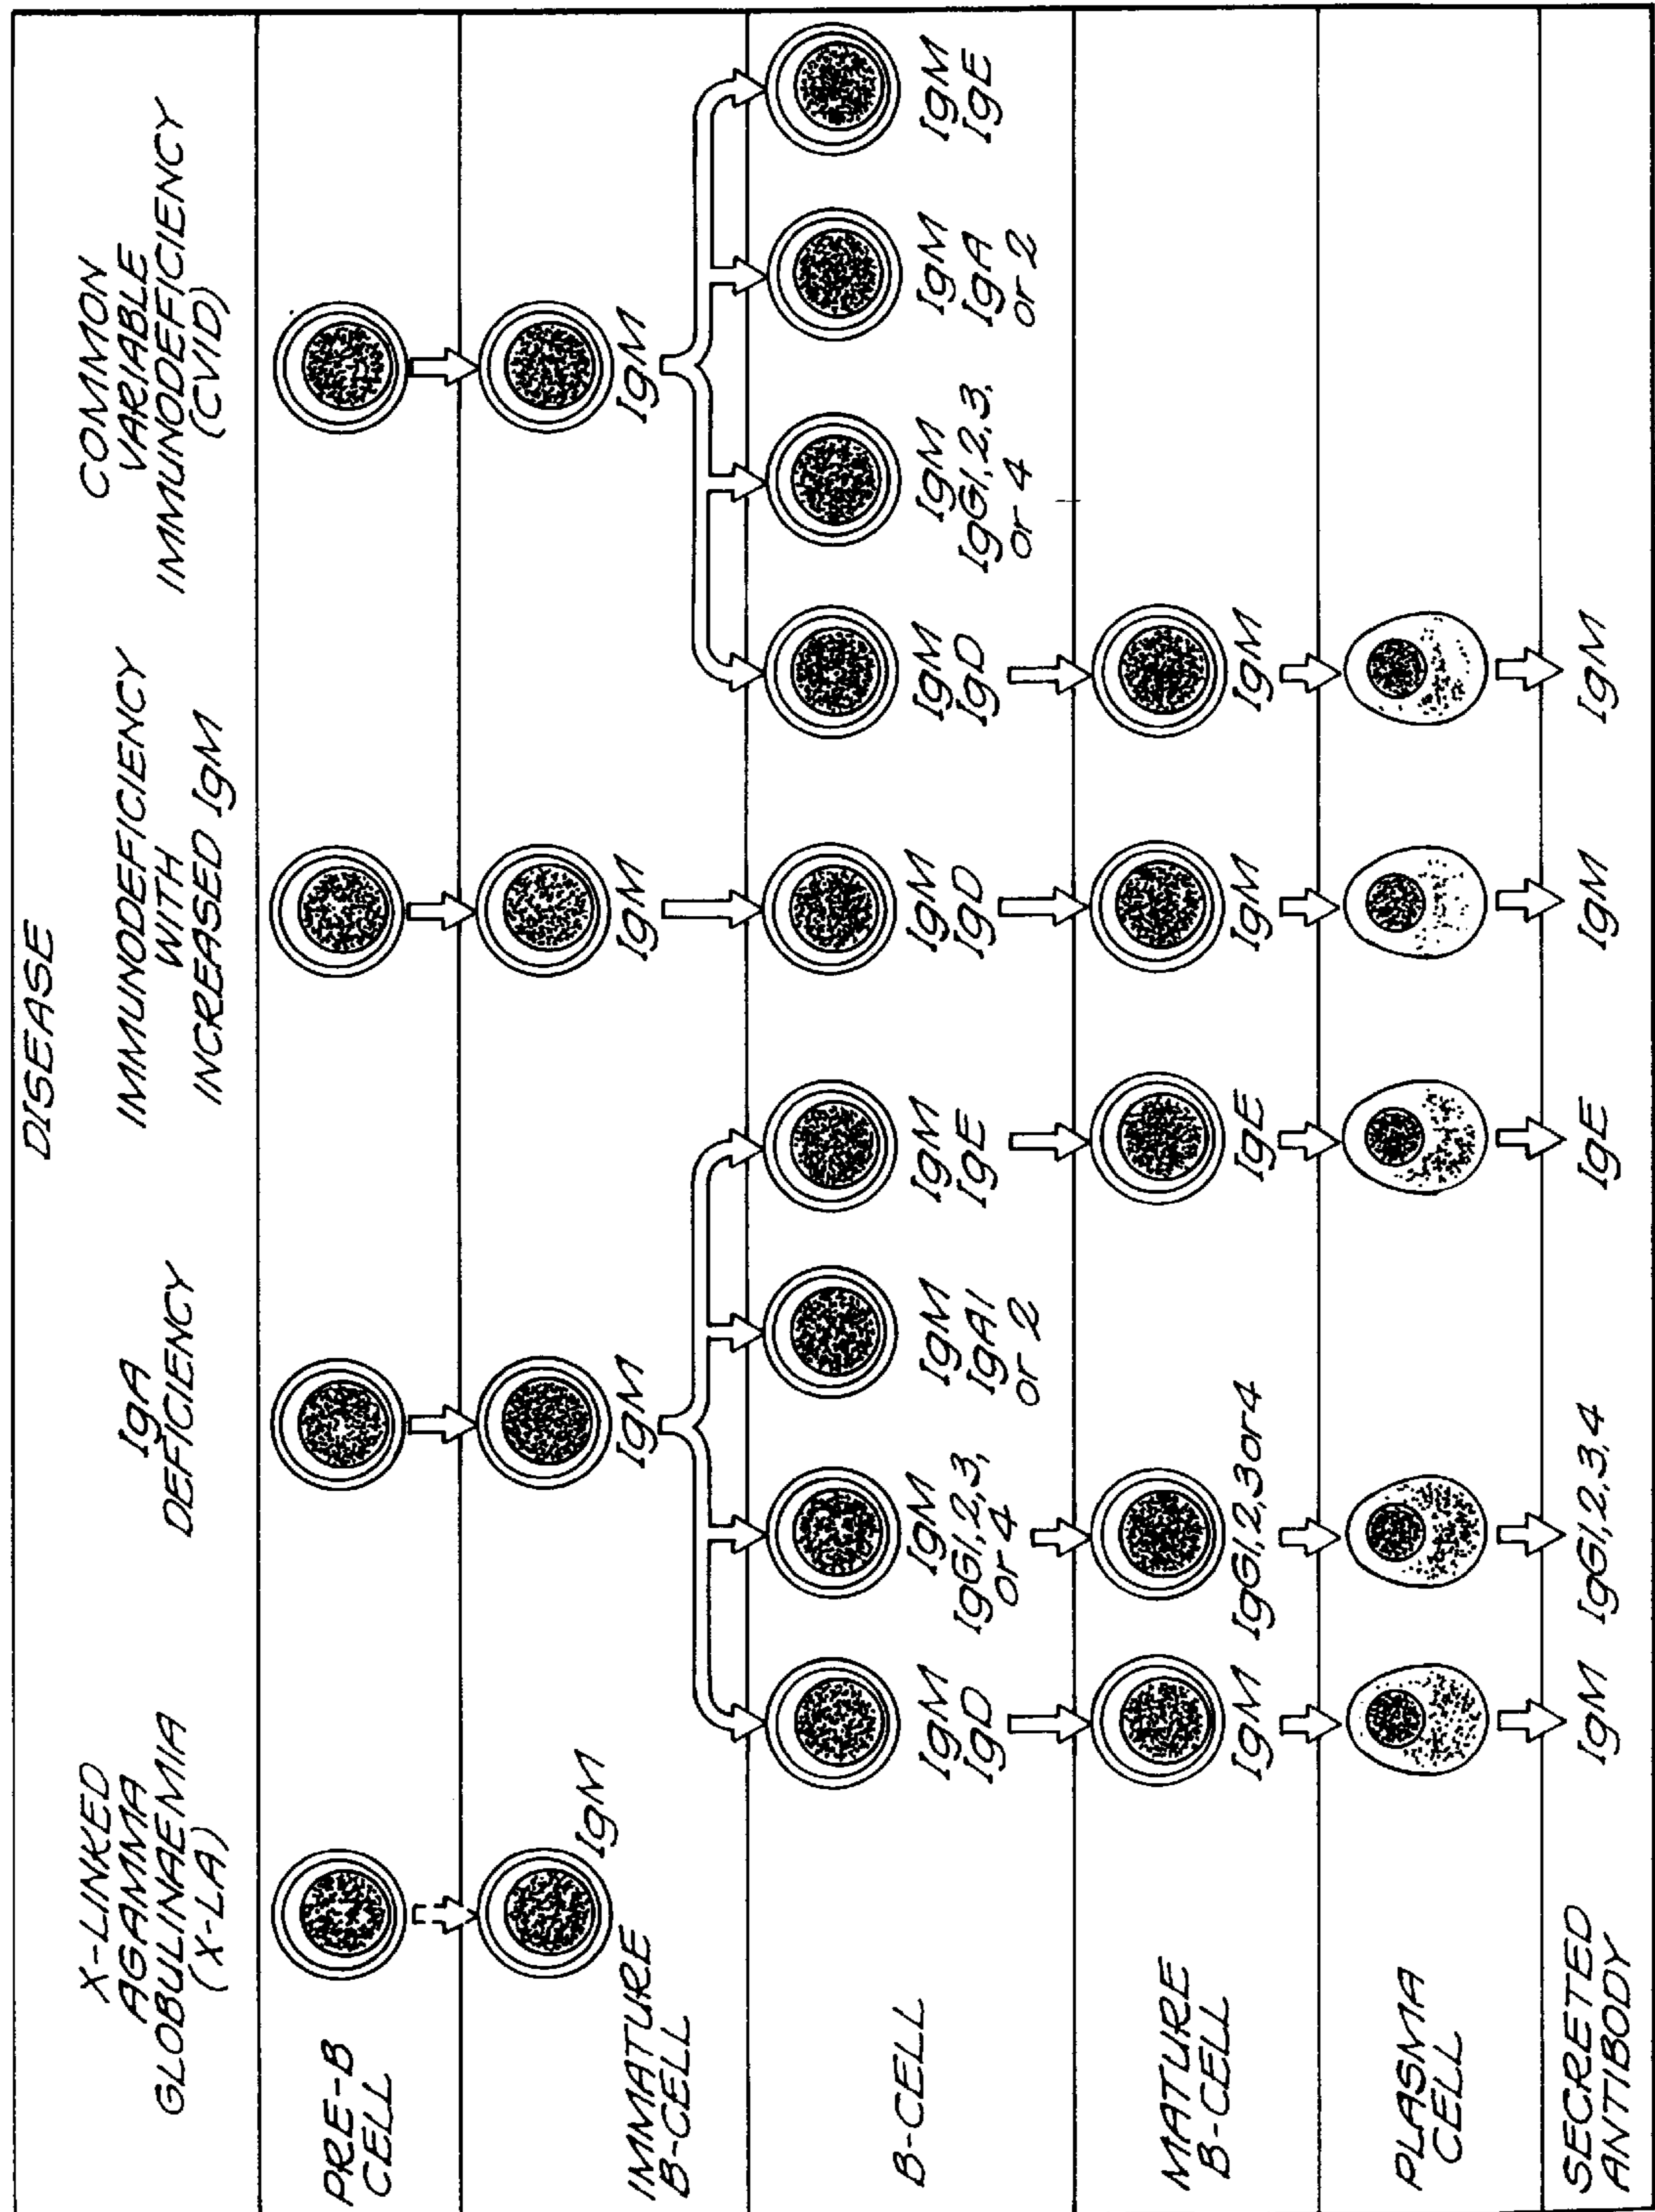 DISEASE
X-LINKED
AGAMMA
GLOBULINAEMIA
(X-LA)
IgA
DEFICIENCY
IMMUNODEFICIENCY
WITH
INCREASED IgM
COMMON
VARIABLE
IMMUNODEFICIENCY
(CVID)
PRE-B
CELL
IMMATURE
B-CELL
IgM
IgM
IgM
IgM
B-CELL
IgM
IgD
IgM
IgG1,2,3,
or 4
IgM
IgA1
or 2
IgM
IgE
IgM
IgD
IgM
IgD
IgM
IgG1,2,3,
or 4
IgM
IgA
or 2
IgM
IgE
MATURE
B-CELL
IgM
IgG1,2,3or4
IgE
IgM
IgM
PLASMA
CELL
SECRETED
ANTIBODY
IgM
IgG1,2,3,4
IgE
IgM
IgM